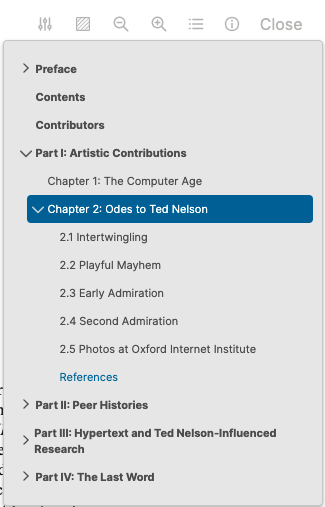 Close
Preface
Contents
Contributors
Part I: Artistic Contributions
Chapter 1: The Computer Age
Chapter 2: Odes to Ted Nelson
2.1 Intertwingling
2.2 Playful Mayhem
2.3 Early Admiration
2.4 Second Admiration
2.5 Photos at Oxford Internet Institute
References
Part II: Peer Histories
Part III: Hypertext and Ted Nelson-Influenced
Research
Part IV: The Last Word